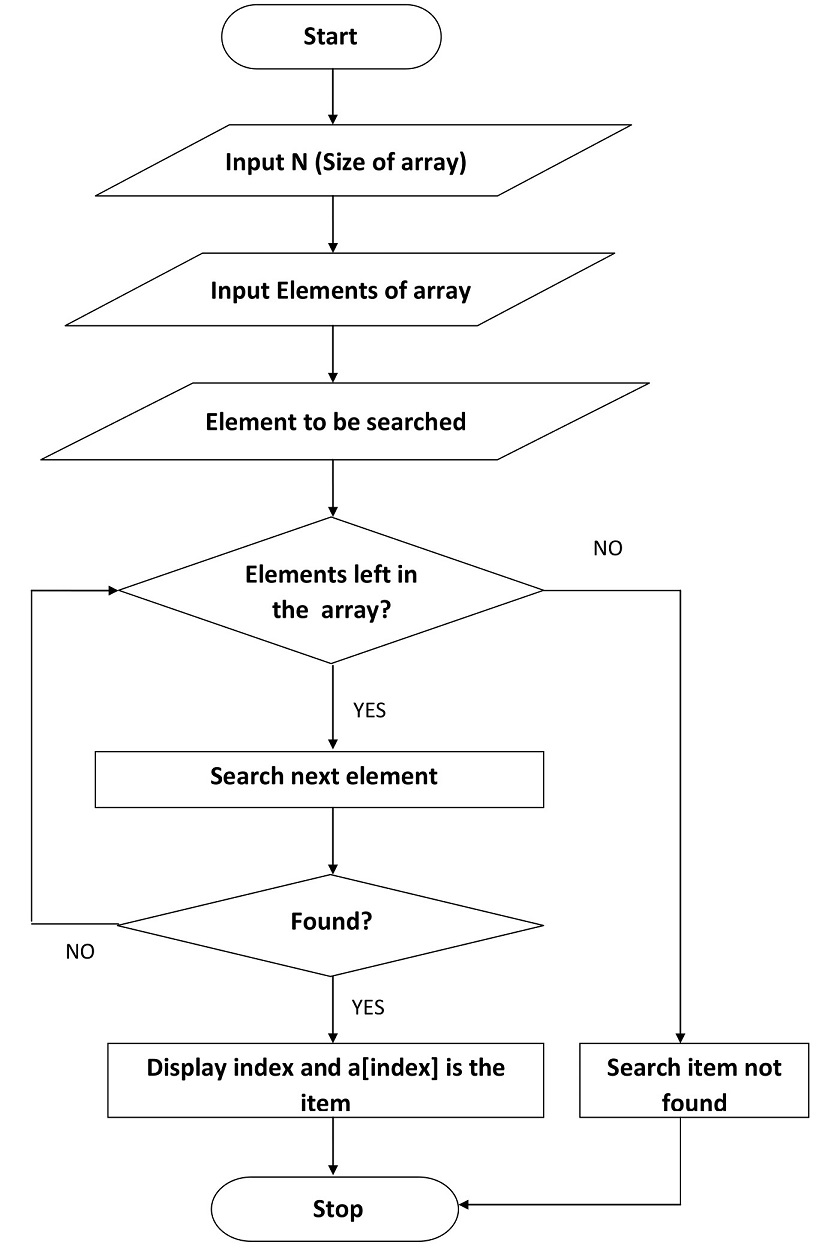 Start
Input N (Size of array)
Input Elements of array
Element to be searched
Elements left in
the array?
NO
YES
Search next element
Found?
NO
YES
Display index and a[index] is the
item
Search item not
found
Stop